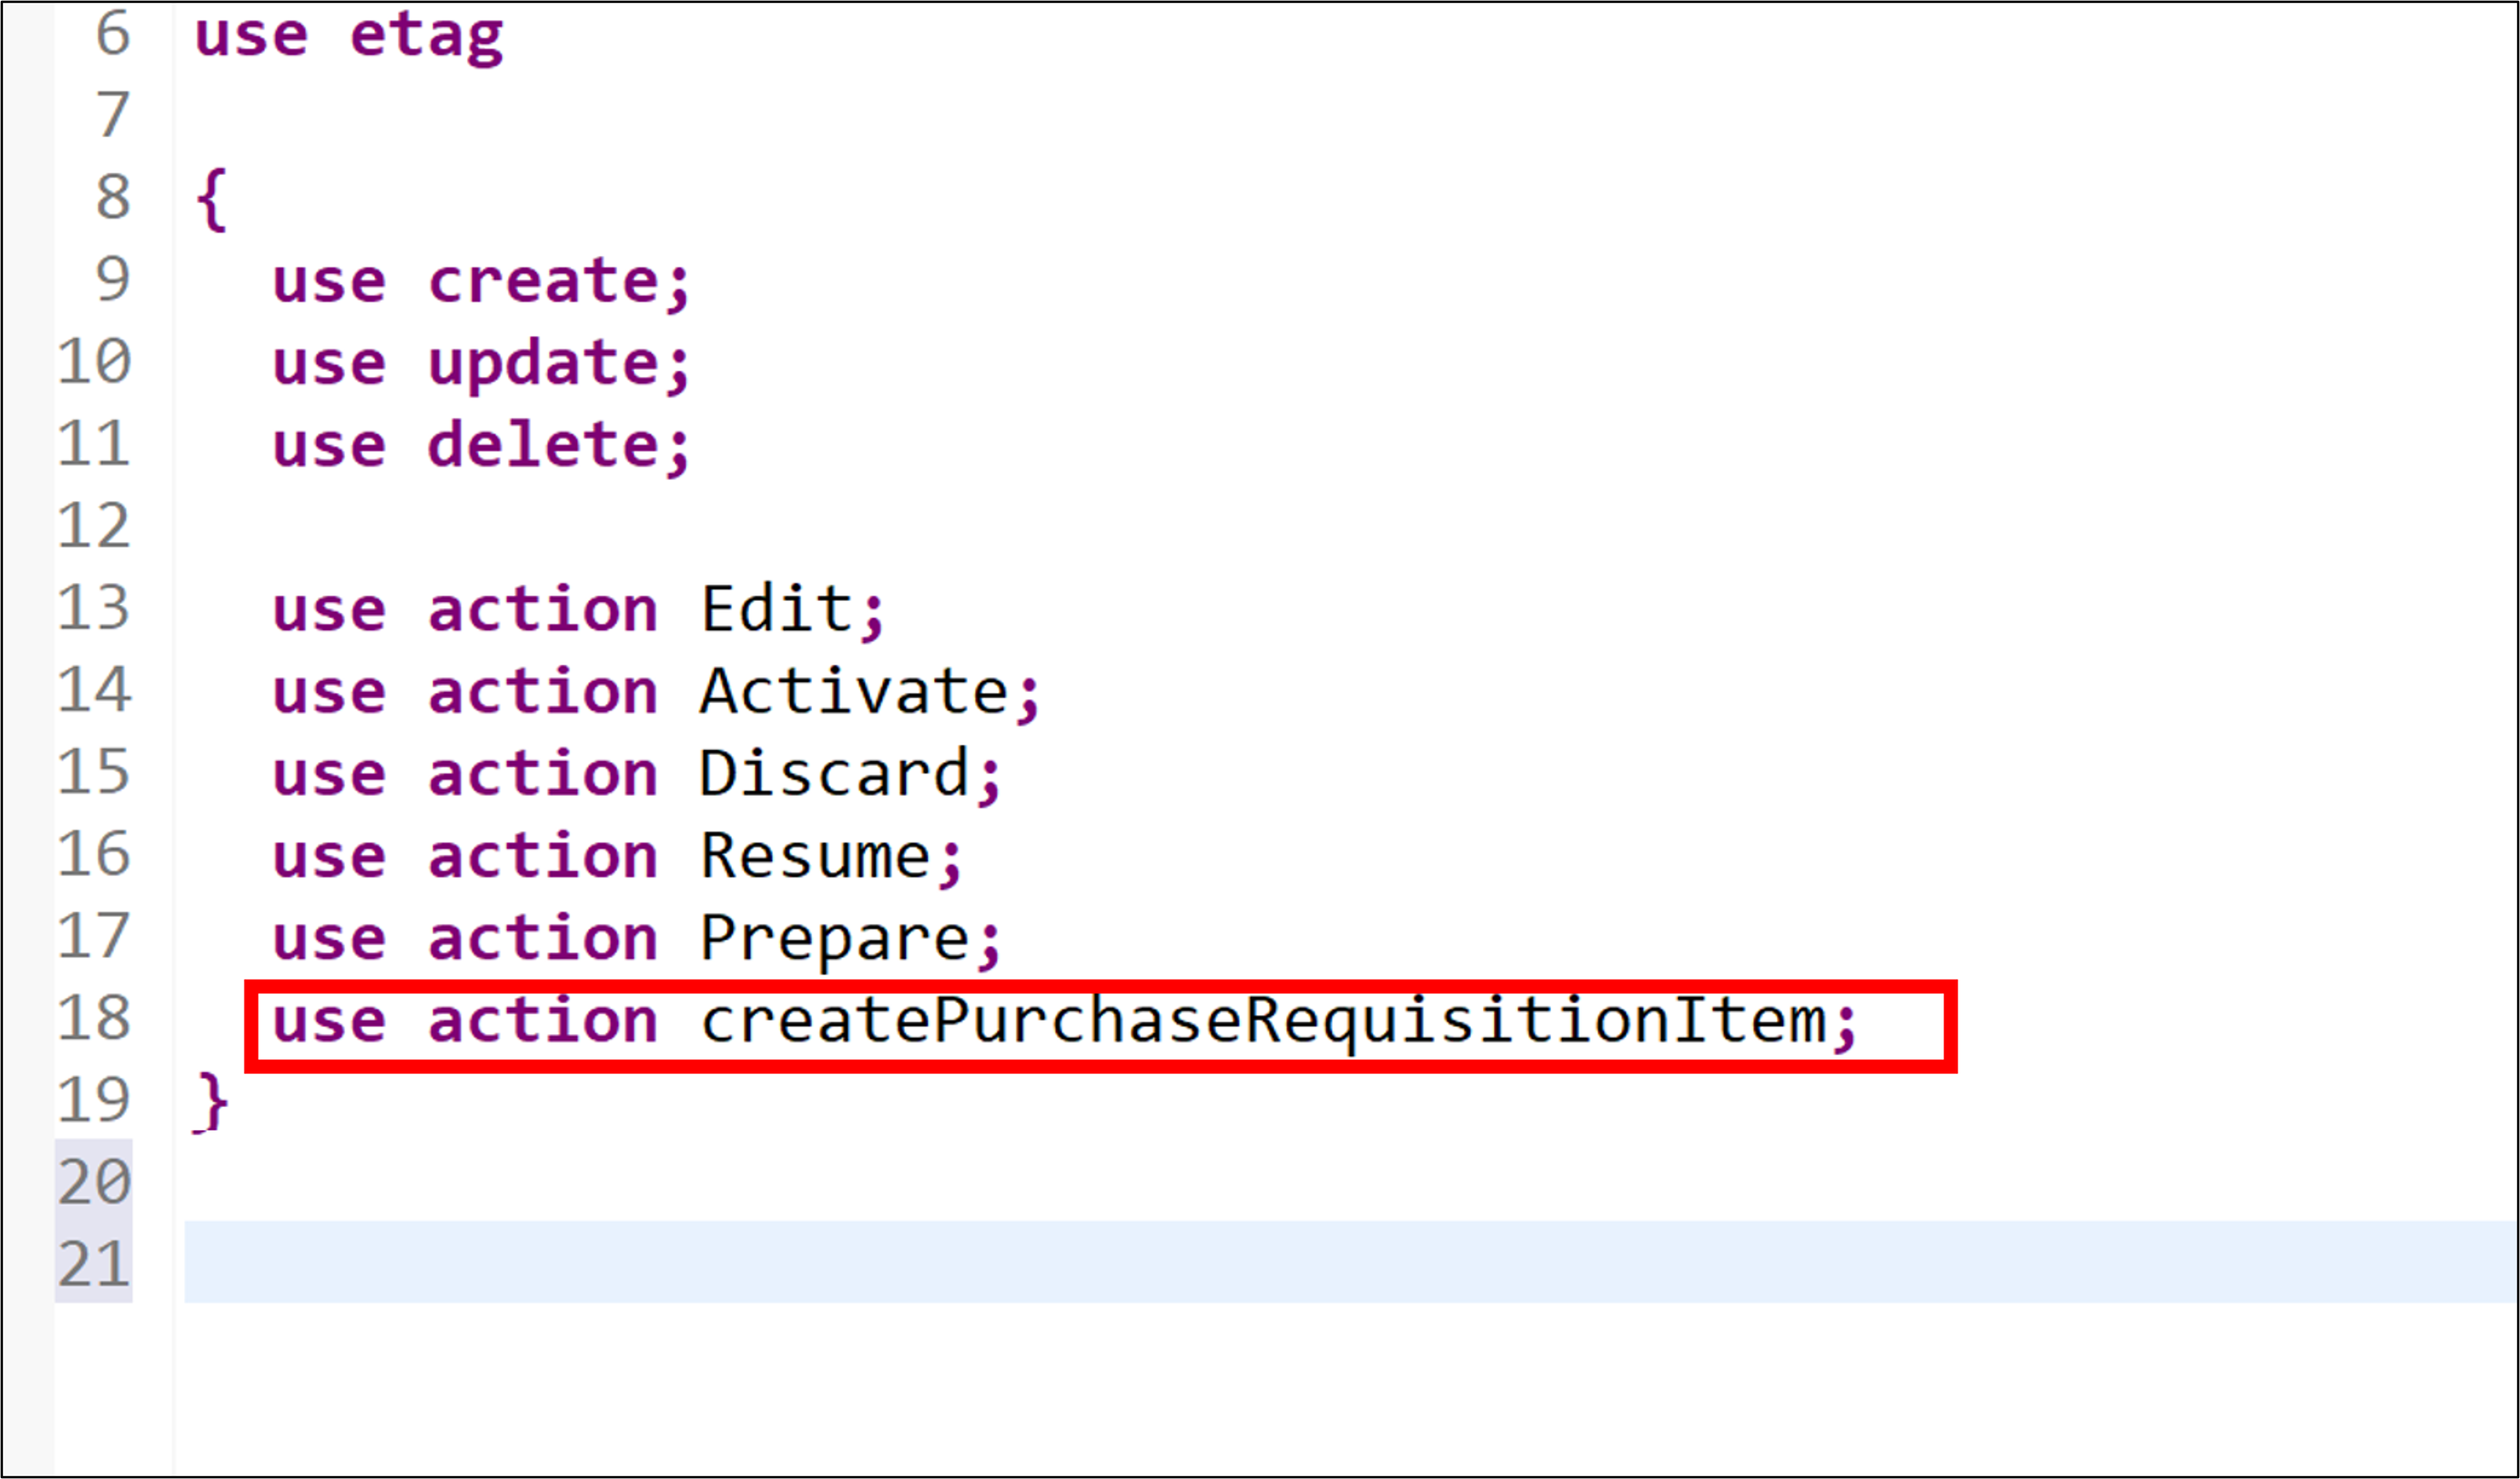 6 use etag
7
8 {
9 use create;
10 use update;
11 use delete;
12
13 use action Edit;
14 use action Activate;
15 use action Discard;
16 use action Resume;
17 use action Prepare;
18 use action createPurchaseRequisitionItem;
19 }
20
21